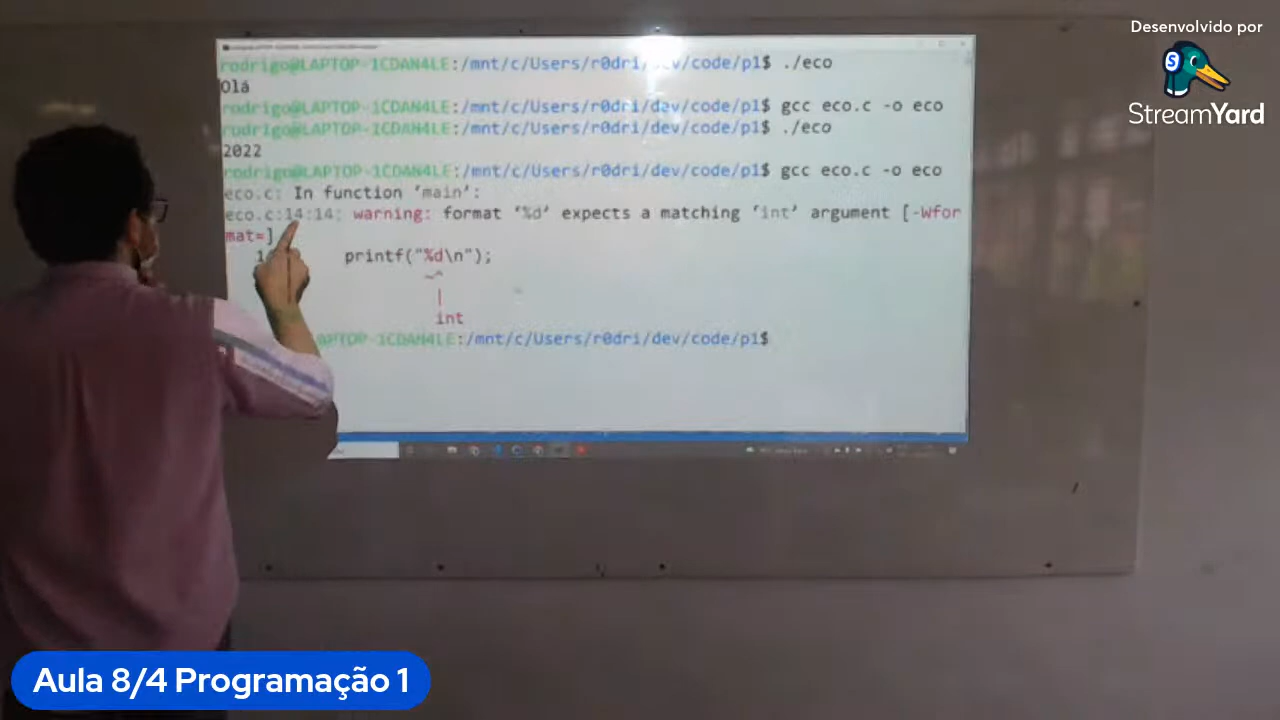 Desenvolvido por
StreamYard
rodrigo@LAPTOP-1CDAN4LE:/mnt/c/Users/r0dri/dev/code/p1$ ./eco
Olá
rodrigo@LAPTOP-1CDAN4LE:/mnt/c/Users/r0dri/dev/code/p1$ gcc eco.c -o eco
rodrigo@LAPTOP-1CDAN4LE:/mnt/c/Users/r0dri/dev/code/p1$ ./eco
2022
rodrigo@LAPTOP-1CDAN4LE:/mnt/c/Users/r0dri/dev/code/p1$ gcc eco.c -o eco
eco.c: In function ‘main’:
eco.c:14:14: warning: format ‘%d’ expects a matching ‘int’ argument [-Wfor
mat=]
printf("%d\n");
~^
|
int
LAPTOP-1CDAN4LE:/mnt/c/Users/r0dri/dev/code/p1$
Aula 8/4 Programação 1